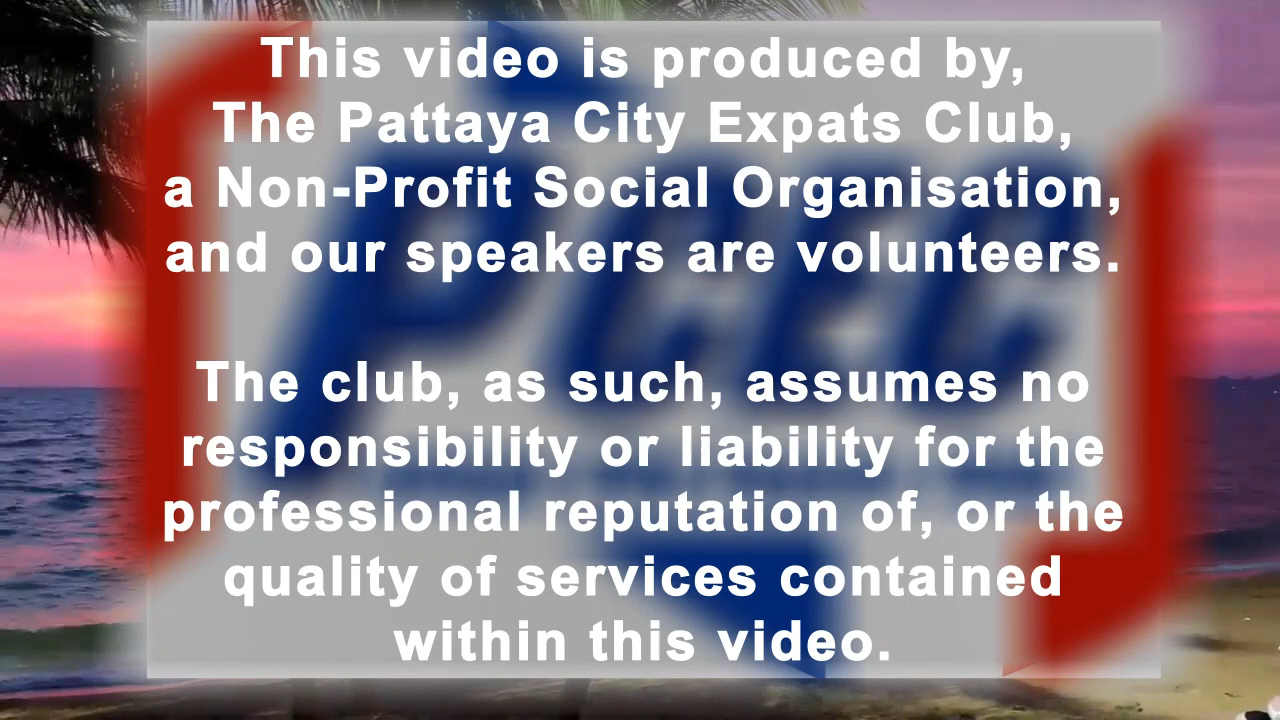 This video is produced by,
The Pattaya City Expats Club,
a Non-Profit Social Organisation,
and our speakers are volunteers.
The club, as such, assumes no
responsibility or liability for the
professional reputation of, or the
quality of services contained
within this video.
PCEC